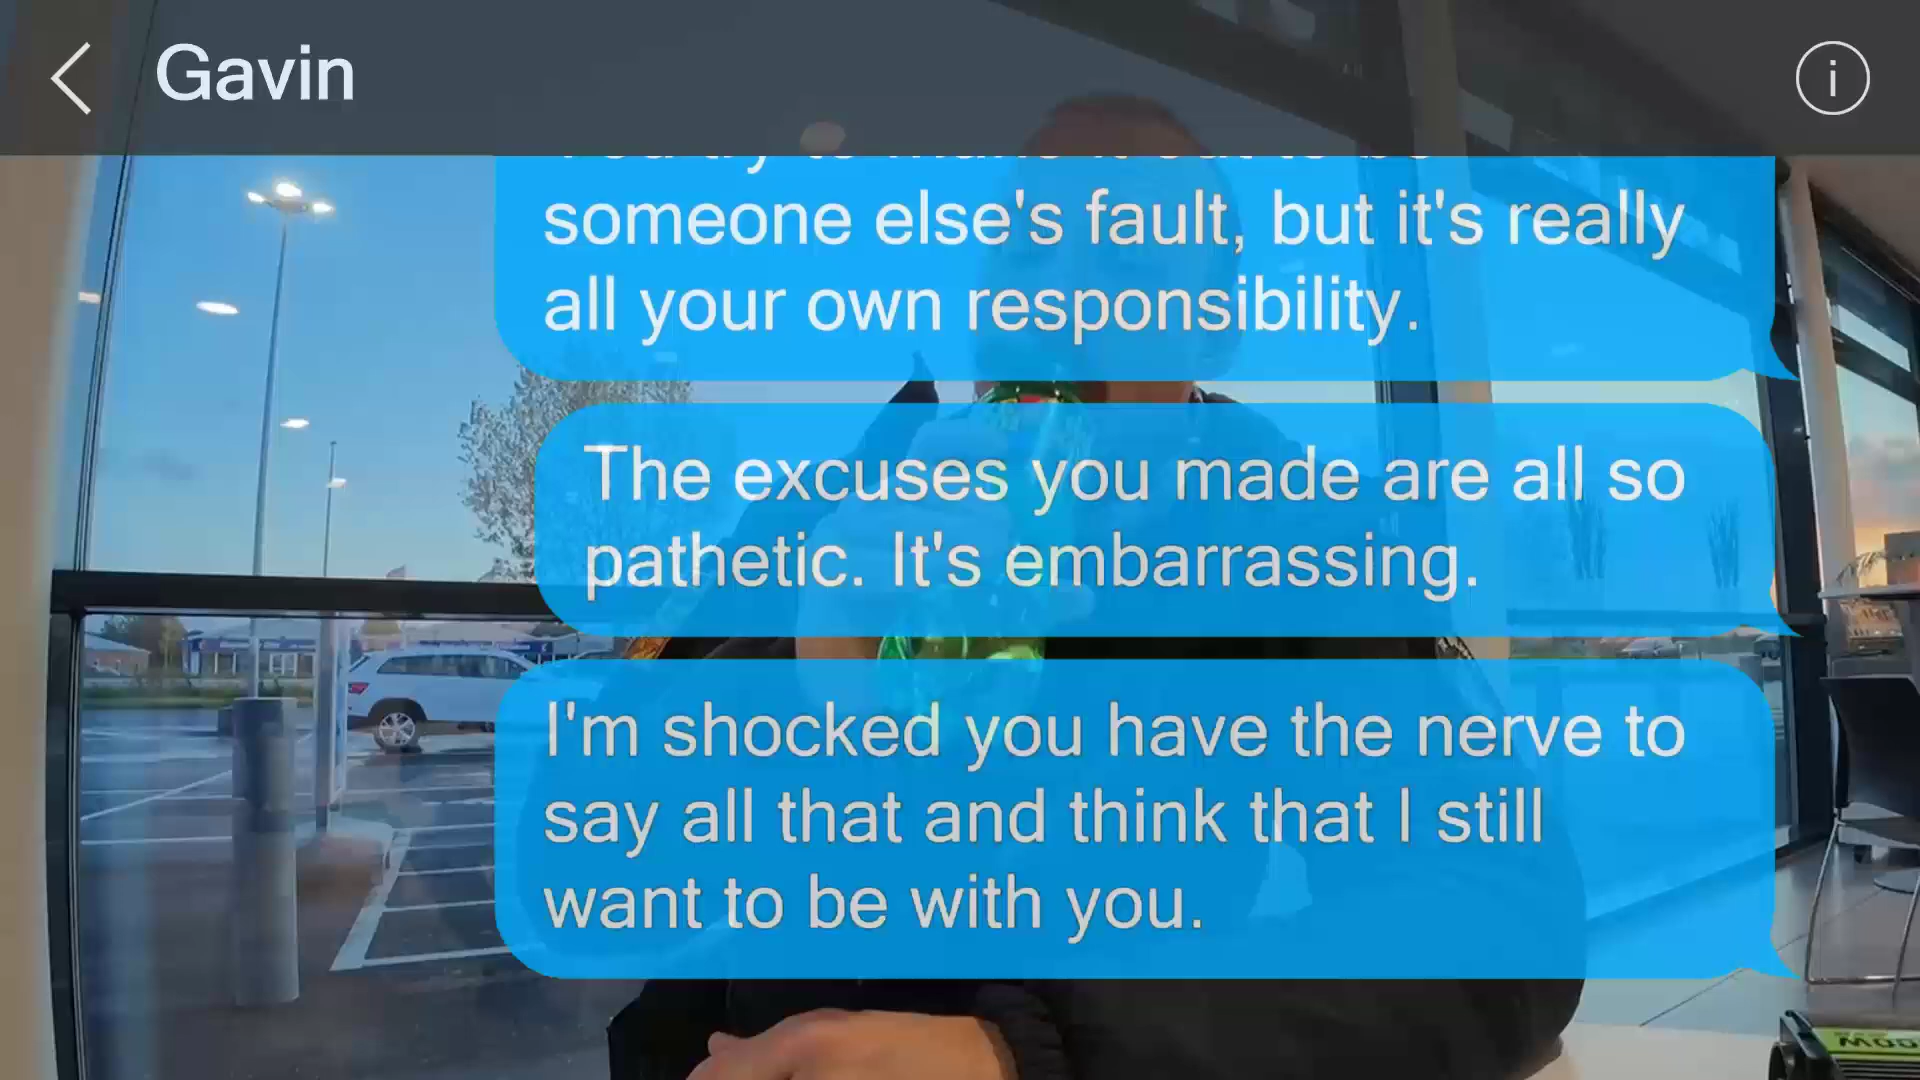 Gavin
someone else's fault, but it's really
all your own responsibility.
The excuses you made are all so
pathetic. It's embarrassing.
I'm shocked you have the nerve to
say all that and think that I still
want to be with you.